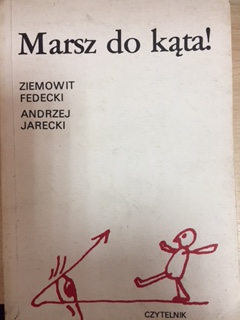 Marsz do kąta!
ZIEMOWIT
FEDECKI
ANDRZEJ
JARECKI
CZYTELNIK